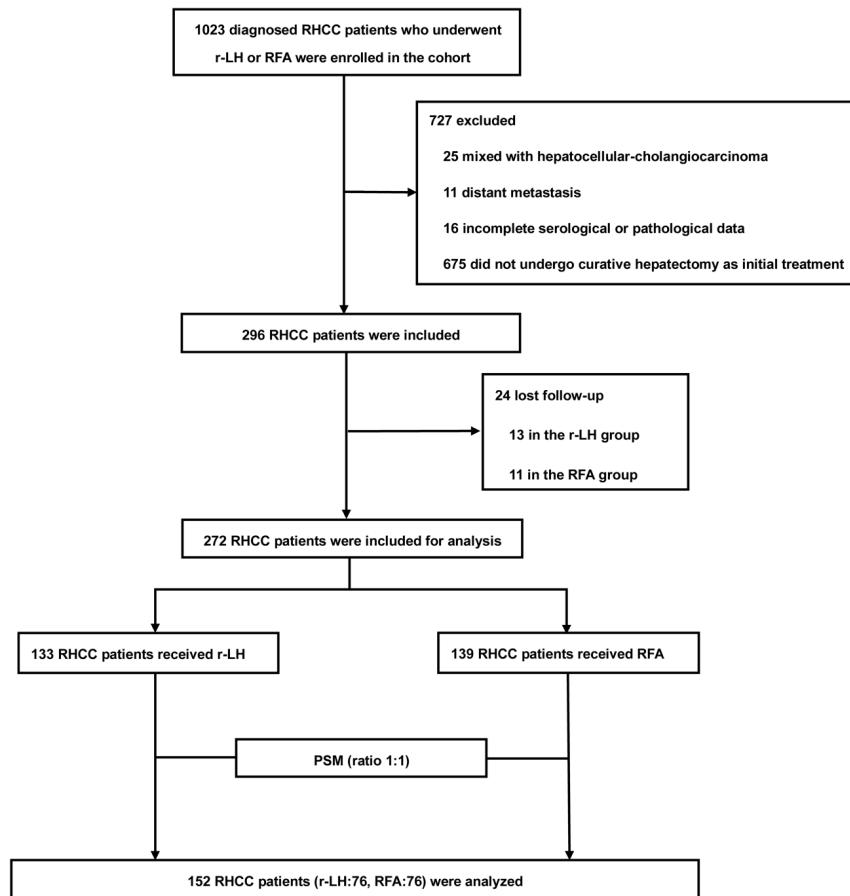 1023 diagnosed RHCC patients who underwent
r-LH or RFA were enrolled in the cohort
727 excluded
25 mixed with hepatocellular-cholangiocarcinoma
11 distant metastasis
16 incomplete serological or pathological data
675 did not undergo curative hepatectomy as initial treatment
296 RHCC patients were included
24 lost follow-up
13 in the r-LH group
11 in the RFA group
272 RHCC patients were included for analysis
133 RHCC patients received r-LH
139 RHCC patients received RFA
PSM (ratio 1:1)
152 RHCC patients (r-LH:76, RFA:76) were analyzed